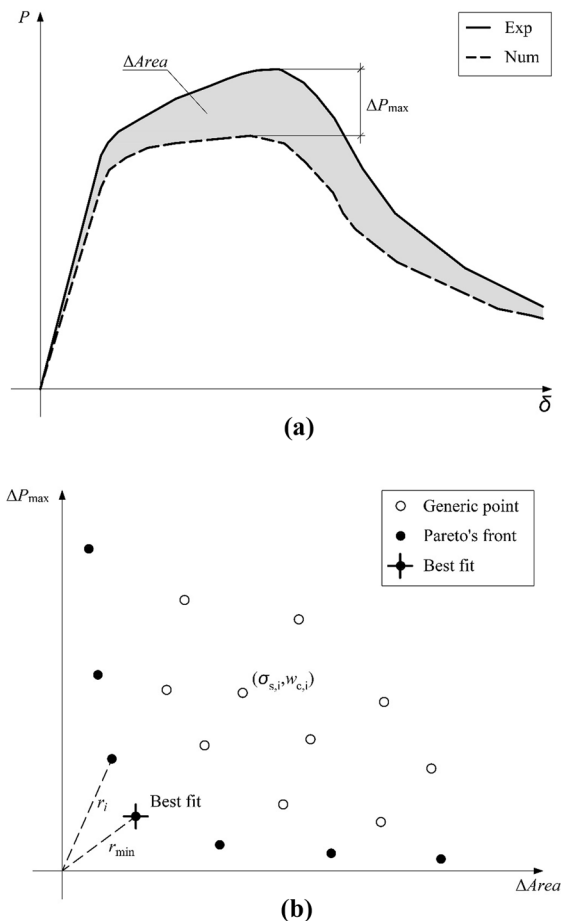 P
Exp
Num
ΔArea
ΔPmax
δ
(a)
ΔPmax
Generic point
Pareto's front
Best fit
(σs,i,wc,i)
Best fit
ri
rmin
ΔArea
(b)